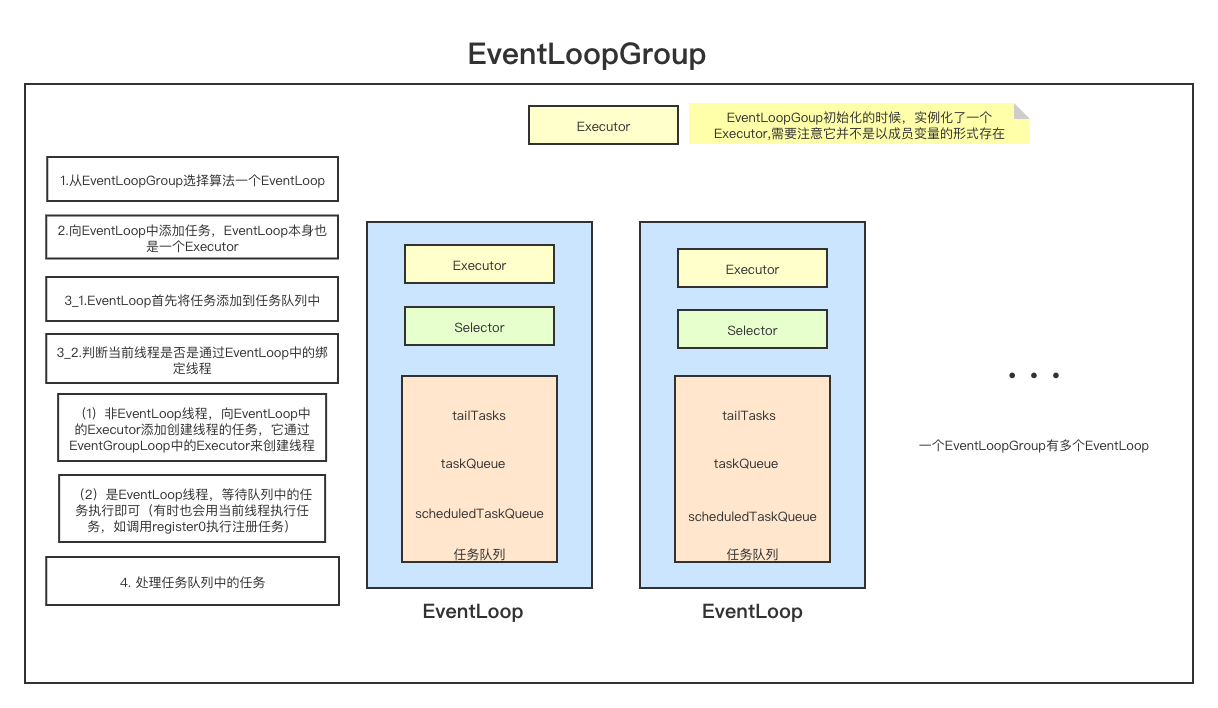 EventLoopGroup
Executor
EventLoopGoup初始化的时候，实例化了一个
Executor,需要注意它并不是以成员变量的形式存在
1.从EventLoopGroup选择算法一个EventLoop
2.向EventLoop中添加任务，EventLoop本身也
是一个Executor
3_1.EventLoop首先将任务添加到任务队列中
3_2.判断当前线程是否是通过EventLoop中的绑
定线程
（1）非EventLoop线程，向EventLoop中
的Executor添加创建线程的任务，它通过
EventGroupLoop中的Executor来创建线程
（2）是EventLoop线程，等待队列中的任
务执行即可（有时也会用当前线程执行任
务，如调用register0执行注册任务）
4. 处理任务队列中的任务
Executor
Selector
tailTasks
taskQueue
scheduledTaskQueue
任务队列
EventLoop
Executor
Selector
tailTasks
taskQueue
scheduledTaskQueue
任务队列
EventLoop
• • •
一个EventLoopGroup有多个EventLoop